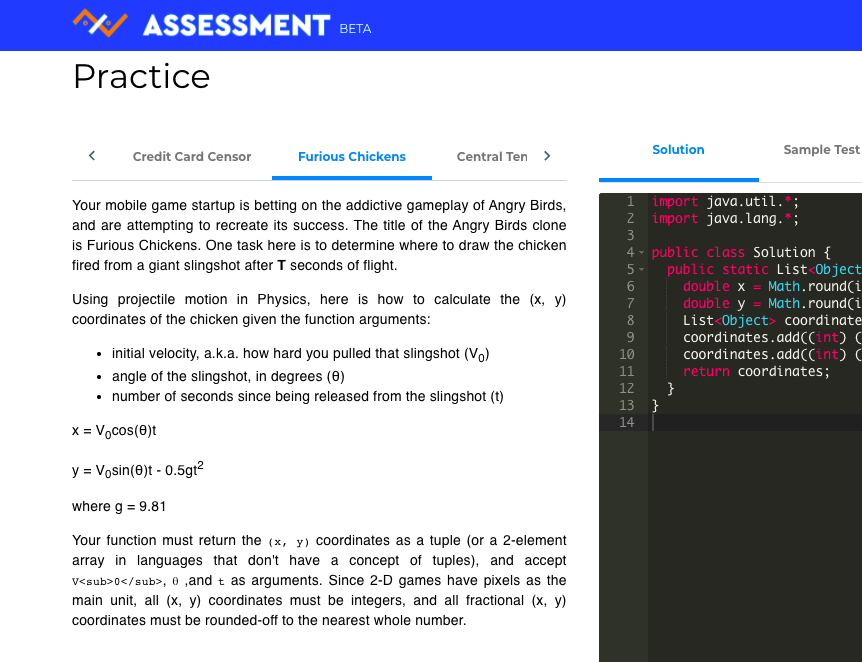 ASSESSMENT BETA
Practice
Credit Card Censor Furious Chickens Central Ten
Your mobile game startup is betting on the addictive gameplay of Angry Birds,
and are attempting to recreate its success. The title of the Angry Birds clone
is Furious Chickens. One task here is to determine where to draw the chicken
fired from a giant slingshot after T seconds of flight.
Using projectile motion in Physics, here is how to calculate the (x, y)
coordinates of the chicken given the function arguments:
• initial velocity, a.k.a. how hard you pulled that slingshot (V0)
• angle of the slingshot, in degrees (θ)
• number of seconds since being released from the slingshot (t)
x = V0cos(θ)t
y = V0sin(θ)t - 0.5gt2
where g = 9.81
Your function must return the (x, y) coordinates as a tuple (or a 2-element
array in languages that don't have a concept of tuples), and accept
V<sub>0</sub>, θ ,and t as arguments. Since 2-D games have pixels as the
main unit, all (x, y) coordinates must be integers, and all fractional (x, y)
coordinates must be rounded-off to the nearest whole number.
Solution Sample Test
1 import java.util.*;
2 import java.lang.*;
3
4 public class Solution {
5 public static List<Object
6 double x = Math.round(i
7 double y = Math.round(i
8 List<Object> coordinate
9 coordinates.add((int) (
10 coordinates.add((int) (
11 return coordinates;
12 }
13 }
14